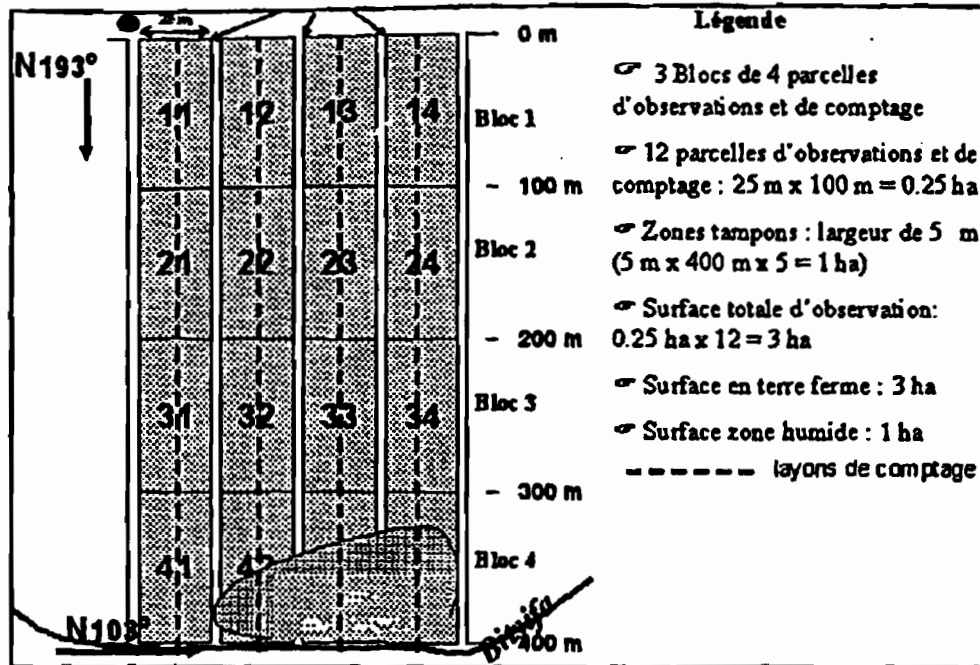 Légende
0 m
N193°
☞ 3 Blocs de 4 parcelles
d'observations et de comptage
11 12 13 14
Bloc 1
☞ 12 parcelles d'observations et de
comptage : 25 m x 100 m = 0.25 ha
- 100 m
21 22 23 24
Bloc 2
☞ Zones tampons : largeur de 5 m
(5 m x 400 m x 5 = 1 ha)
☞ Surface totale d'observation:
0.25 ha x 12 = 3 ha
- 200 m
31 32 33 34
Bloc 3
☞ Surface en terre ferme : 3 ha
☞ Surface zone humide : 1 ha
layons de comptage
- 300 m
41 42
Bloc 4
N103°
400 m